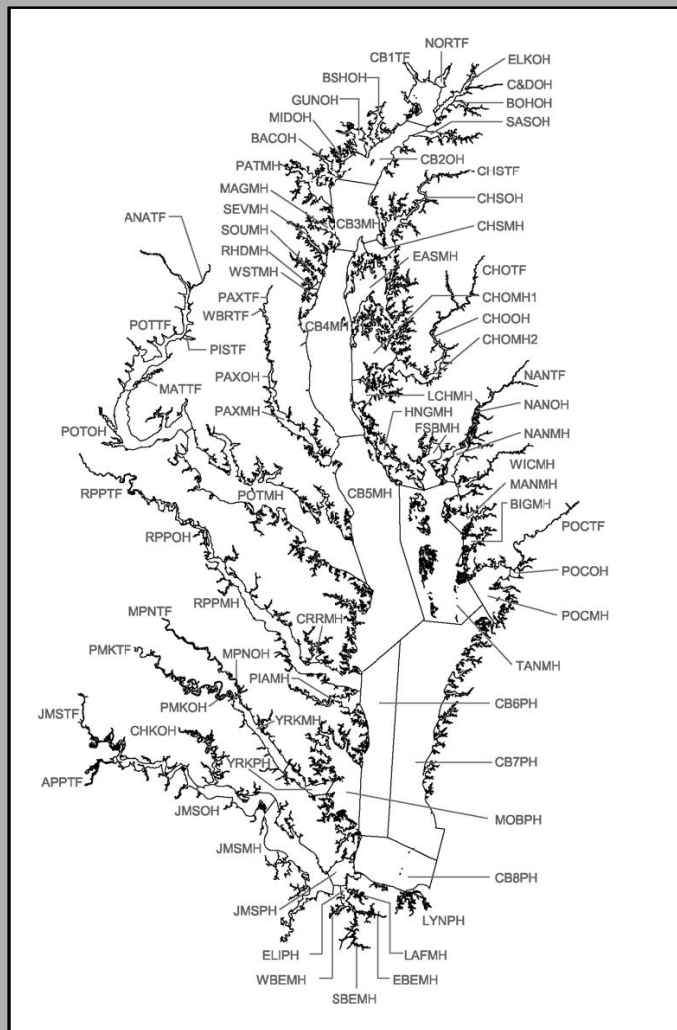 NORTF
CB1TF
ELKOH
BSHOH
C&DOH
GUNOH
BOHOH
MIDOH
SASOH
BACOH
CB2OH
PATMH
CHSTF
MAGMH
CHSOH
ANATF
SEVMH
CB3MH
SOUMH
CHSMH
RHDMH
EASMH
WSTMH
CHOTF
PAXTF
CHOMH1
WBRTF
CB4MH
POTTF
CHOOH
PISTF
CHOMH2
PAXOH
NANTF
MATTF
LCHMH
NANOH
PAXMH
HNGMH
FSBMH
POTOH
NANMH
WICMH
RPPTF
CB5MH
MANMH
POTMH
BIGMH
POCTF
RPPOH
POCOH
RPPMH
POCMH
MPNTF
CRRMH
PMKTF
MPNOH
TANMH
PIAMH
JMSTF
PMKOH
CB6PH
CHKOH
YRKMH
YRKPH
CB7PH
APPTF
JMSOH
MOBPH
JMSMH
CB8PH
JMSPH
LYNPH
ELIPH
LAFMH
WBEMH
EBEMH
SBEMH